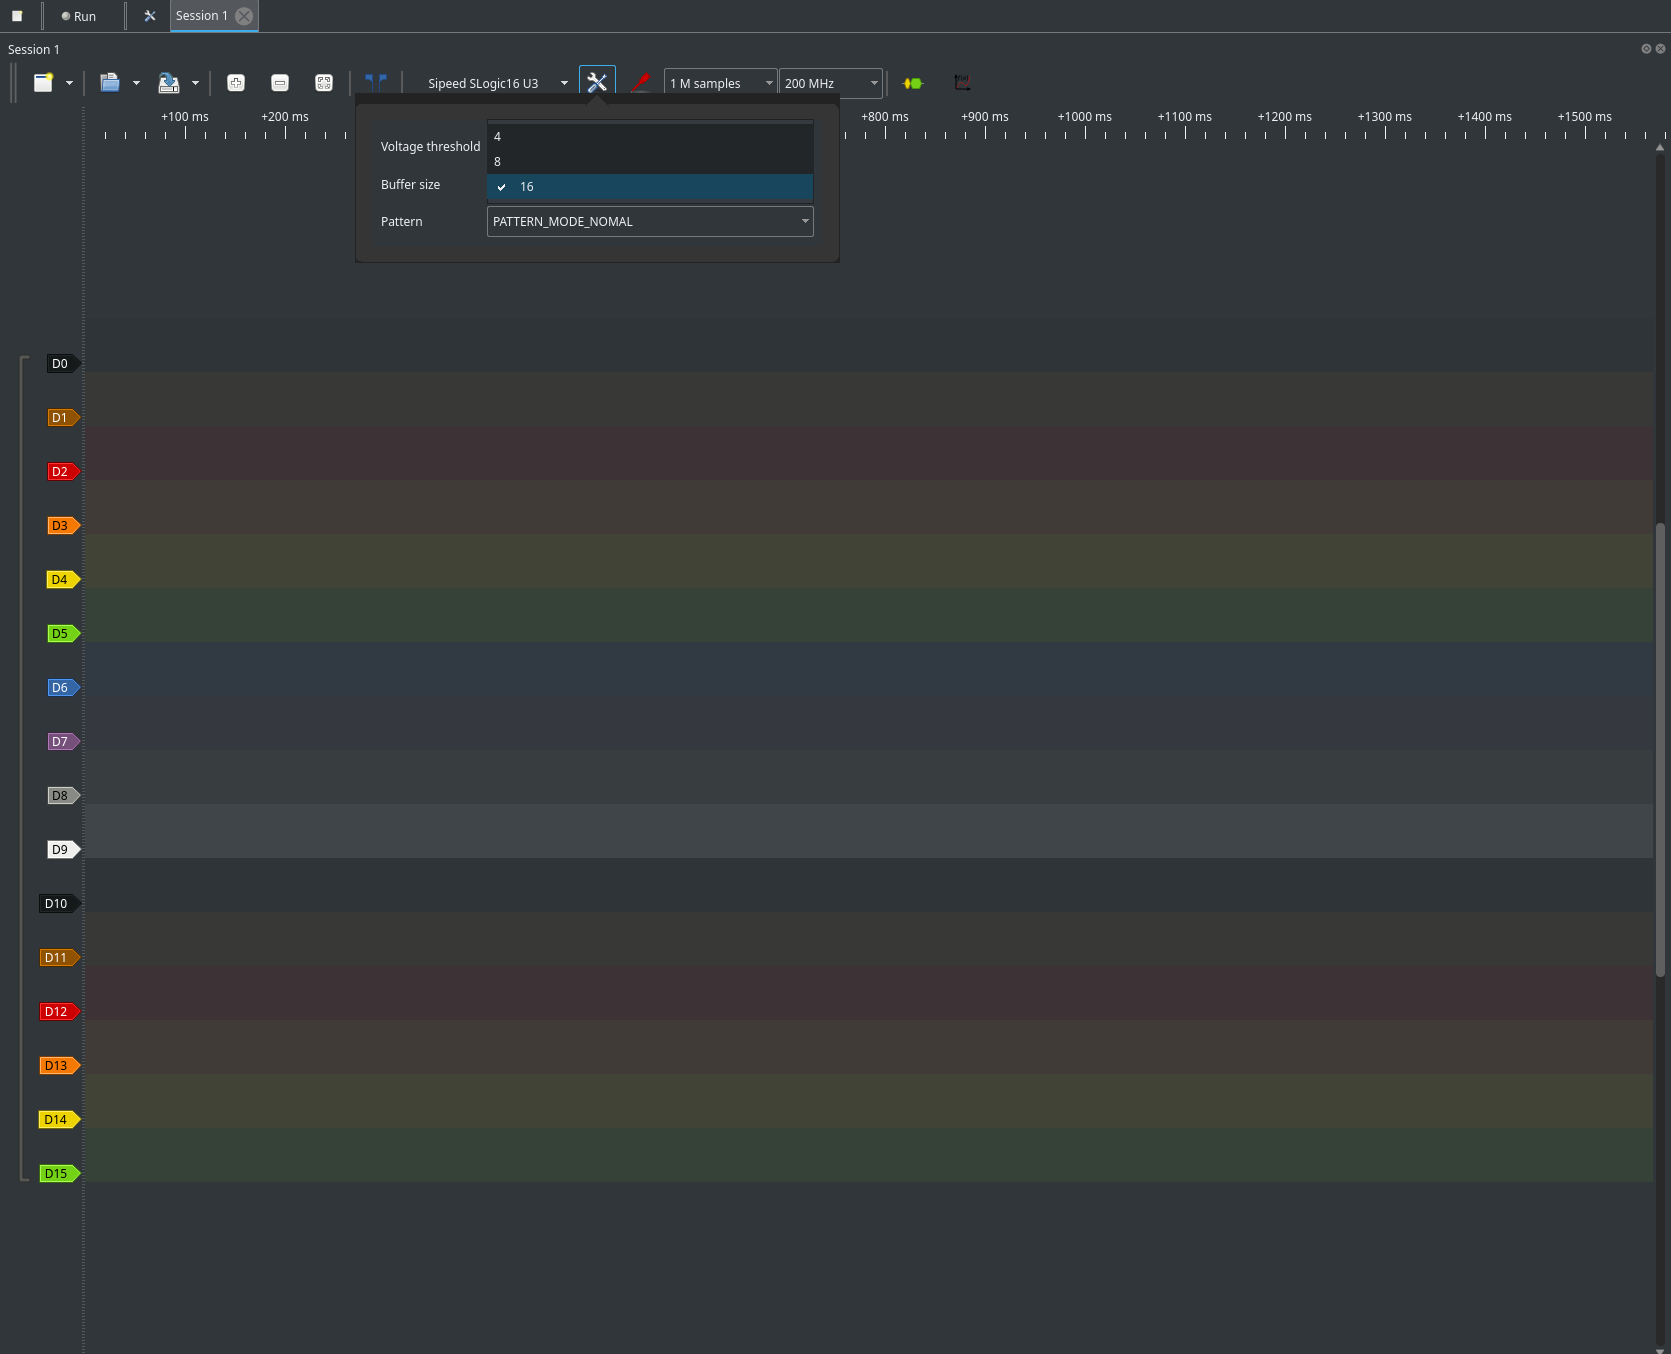 Run
Session 1
Session 1
Sipeed SLogic16 U3
1 M samples
200 MHz
+100 ms
+200 ms
+800 ms
+900 ms
+1000 ms
+1100 ms
+1200 ms
+1300 ms
+1400 ms
+1500 ms
4
Voltage threshold
8
Buffer size
16
Pattern
PATTERN_MODE_NOMAL
D0
D1
D2
D3
D4
D5
D6
D7
D8
D9
D10
D11
D12
D13
D14
D15